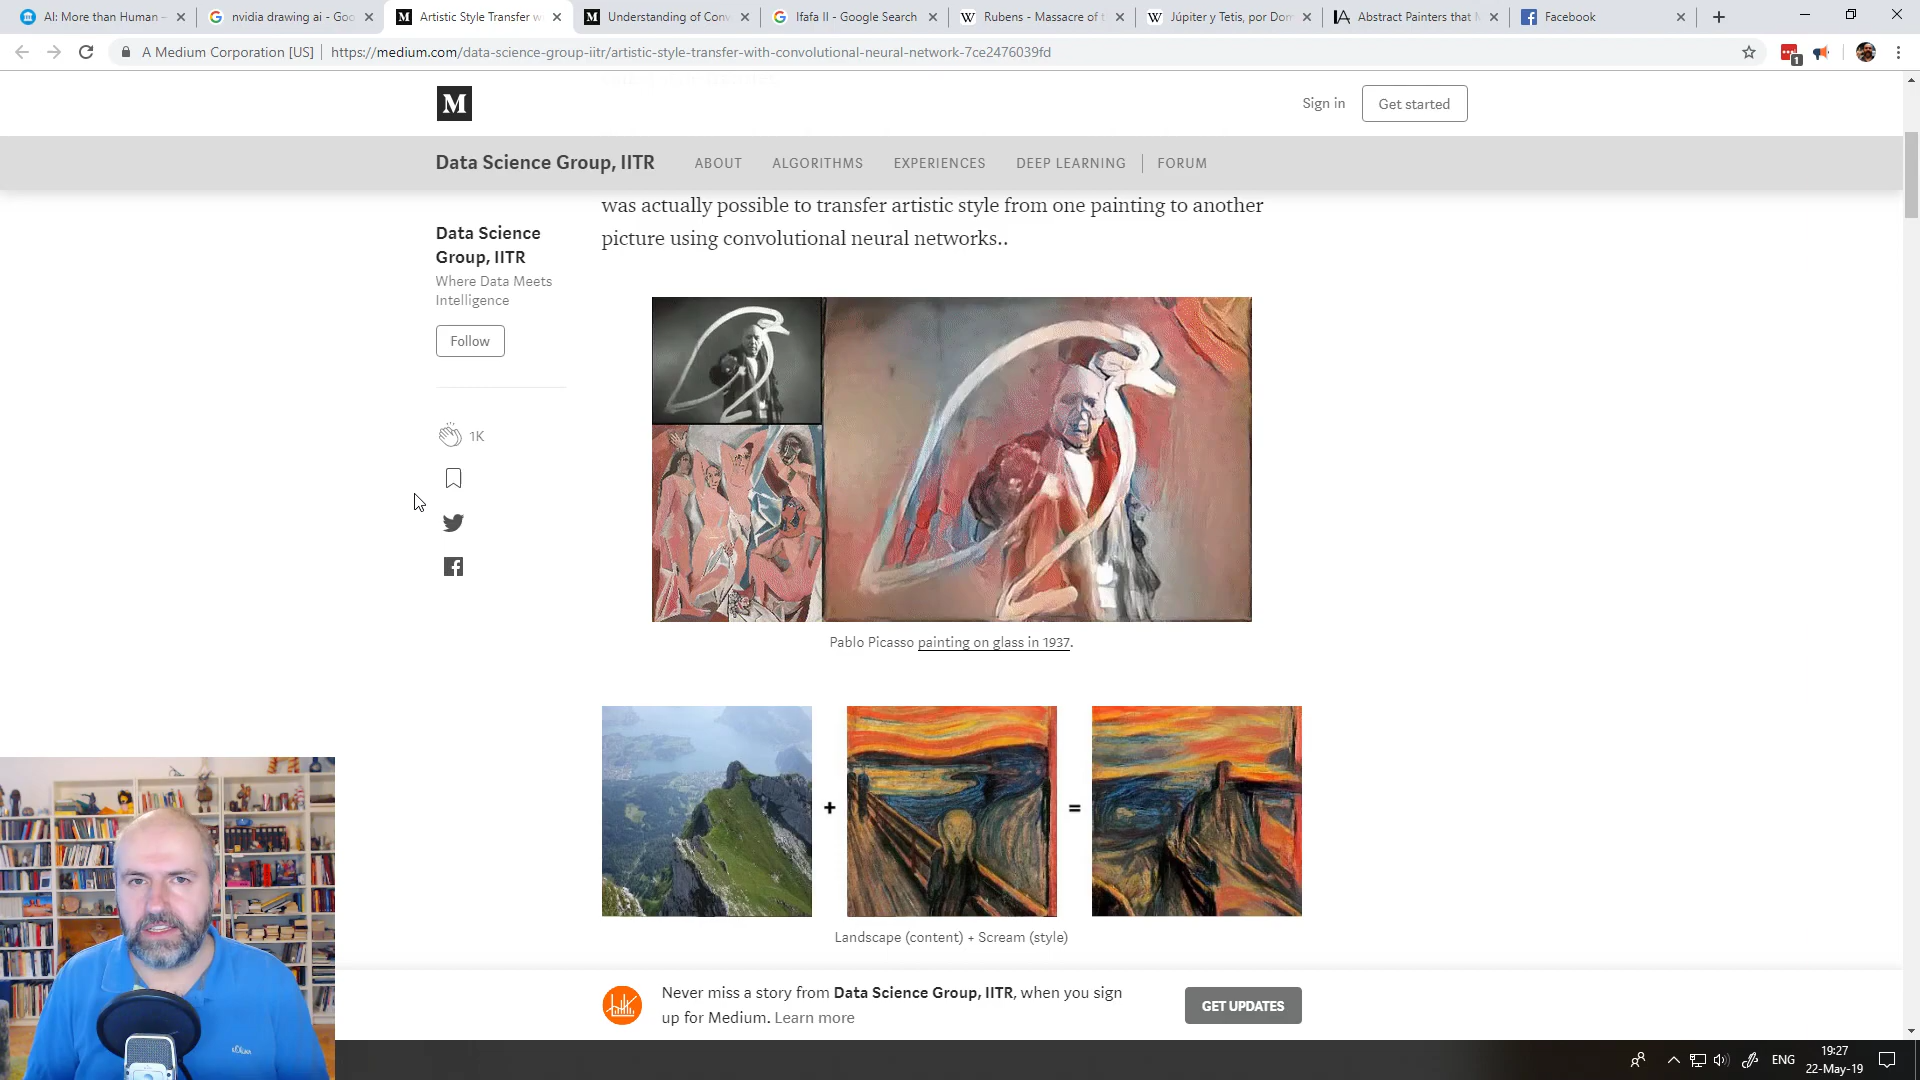 AI: More than Human –
nvidia drawing ai - Goo
Artistic Style Transfer w
Understanding of Conv
Ifafa II - Google Search
Rubens - Massacre of t
Júpiter y Tetis, por Dom
Abstract Painters that M
Facebook
A Medium Corporation [US]
https://medium.com/data-science-group-iitr/artistic-style-transfer-with-convolutional-neural-network-7ce2476039fd
1
M
Sign in
Get started
Data Science Group, IITR
ABOUT
ALGORITHMS
EXPERIENCES
DEEP LEARNING
FORUM
was actually possible to transfer artistic style from one painting to another
picture using convolutional neural networks..
Data Science
Group, IITR
Where Data Meets
Intelligence
Follow
1K
Pablo Picasso painting on glass in 1937.
+
=
Landscape (content) + Scream (style)
Never miss a story from Data Science Group, IITR, when you sign
up for Medium. Learn more
GET UPDATES
ENG
19:27
22-May-19